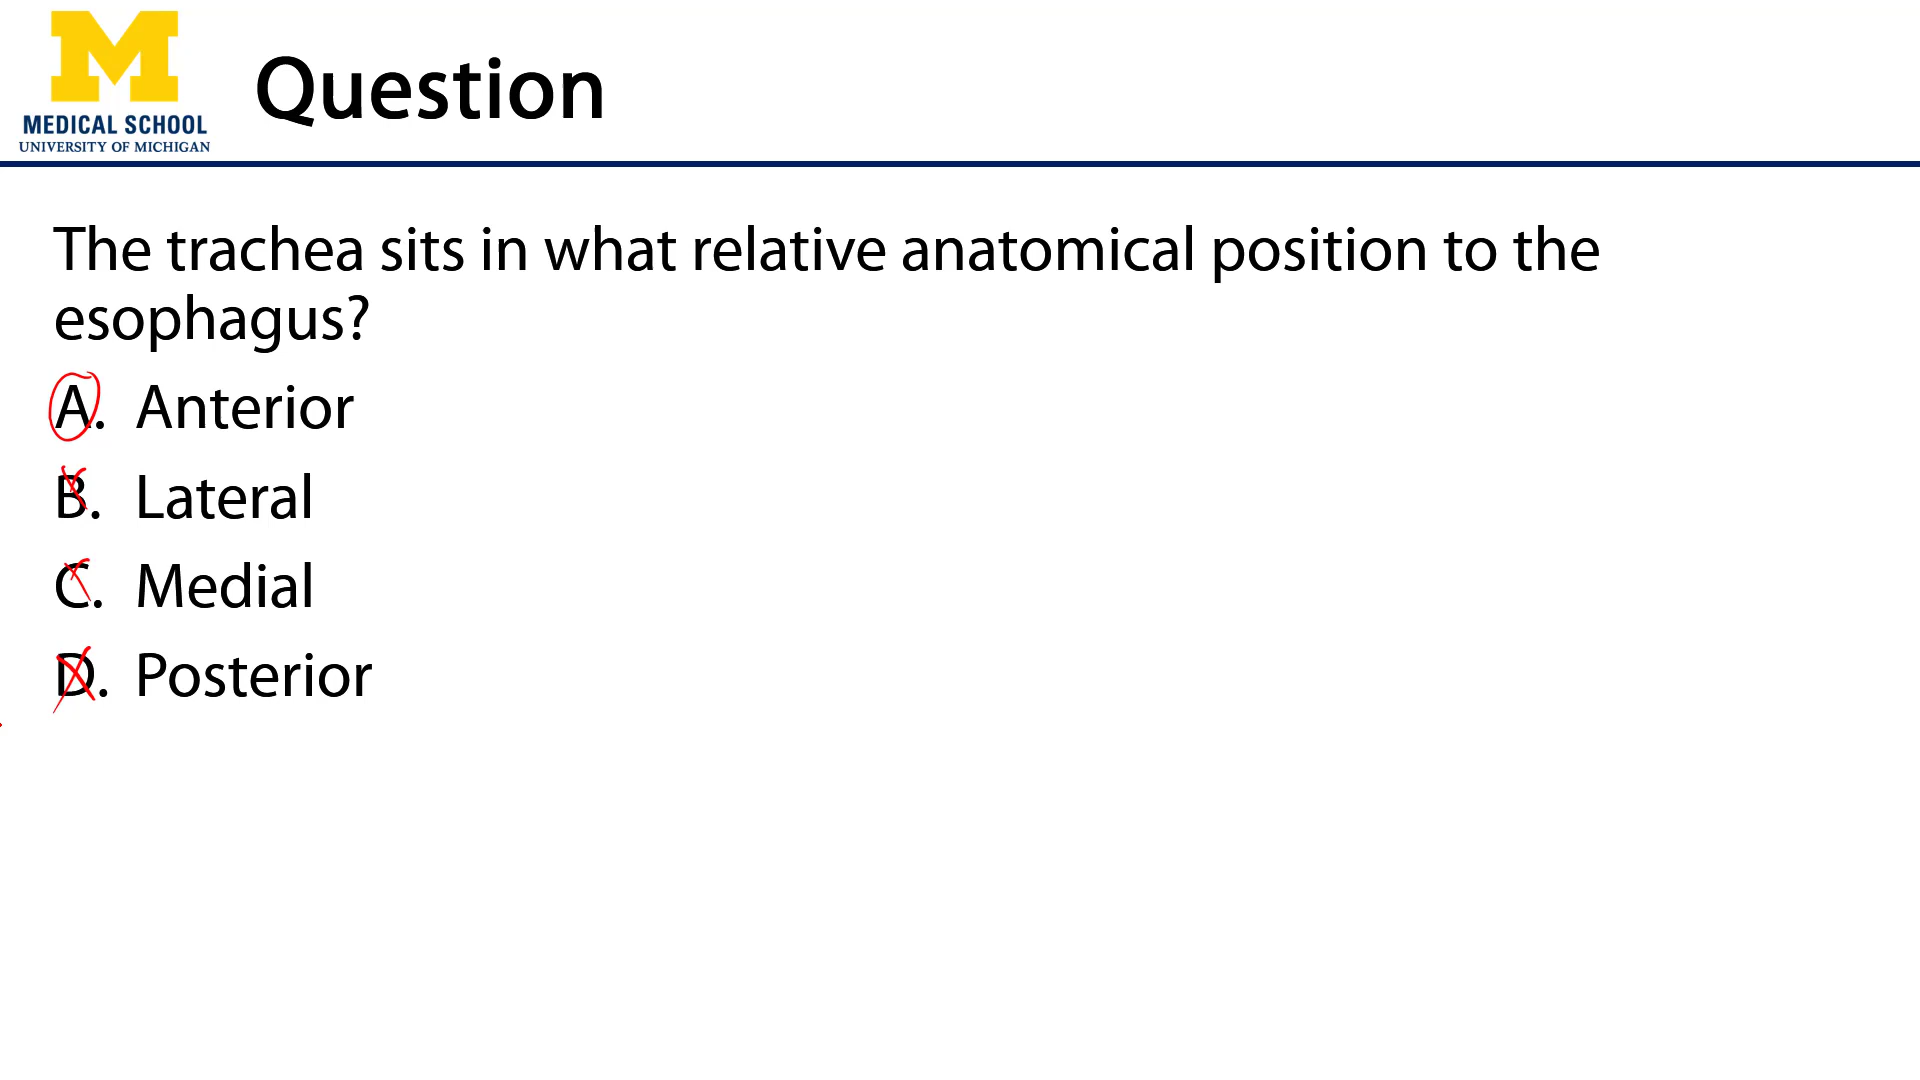 MEDICAL SCHOOL
UNIVERSITY OF MICHIGAN
Question
The trachea sits in what relative anatomical position to the
esophagus?
A. Anterior
B. Lateral
C. Medial
D. Posterior